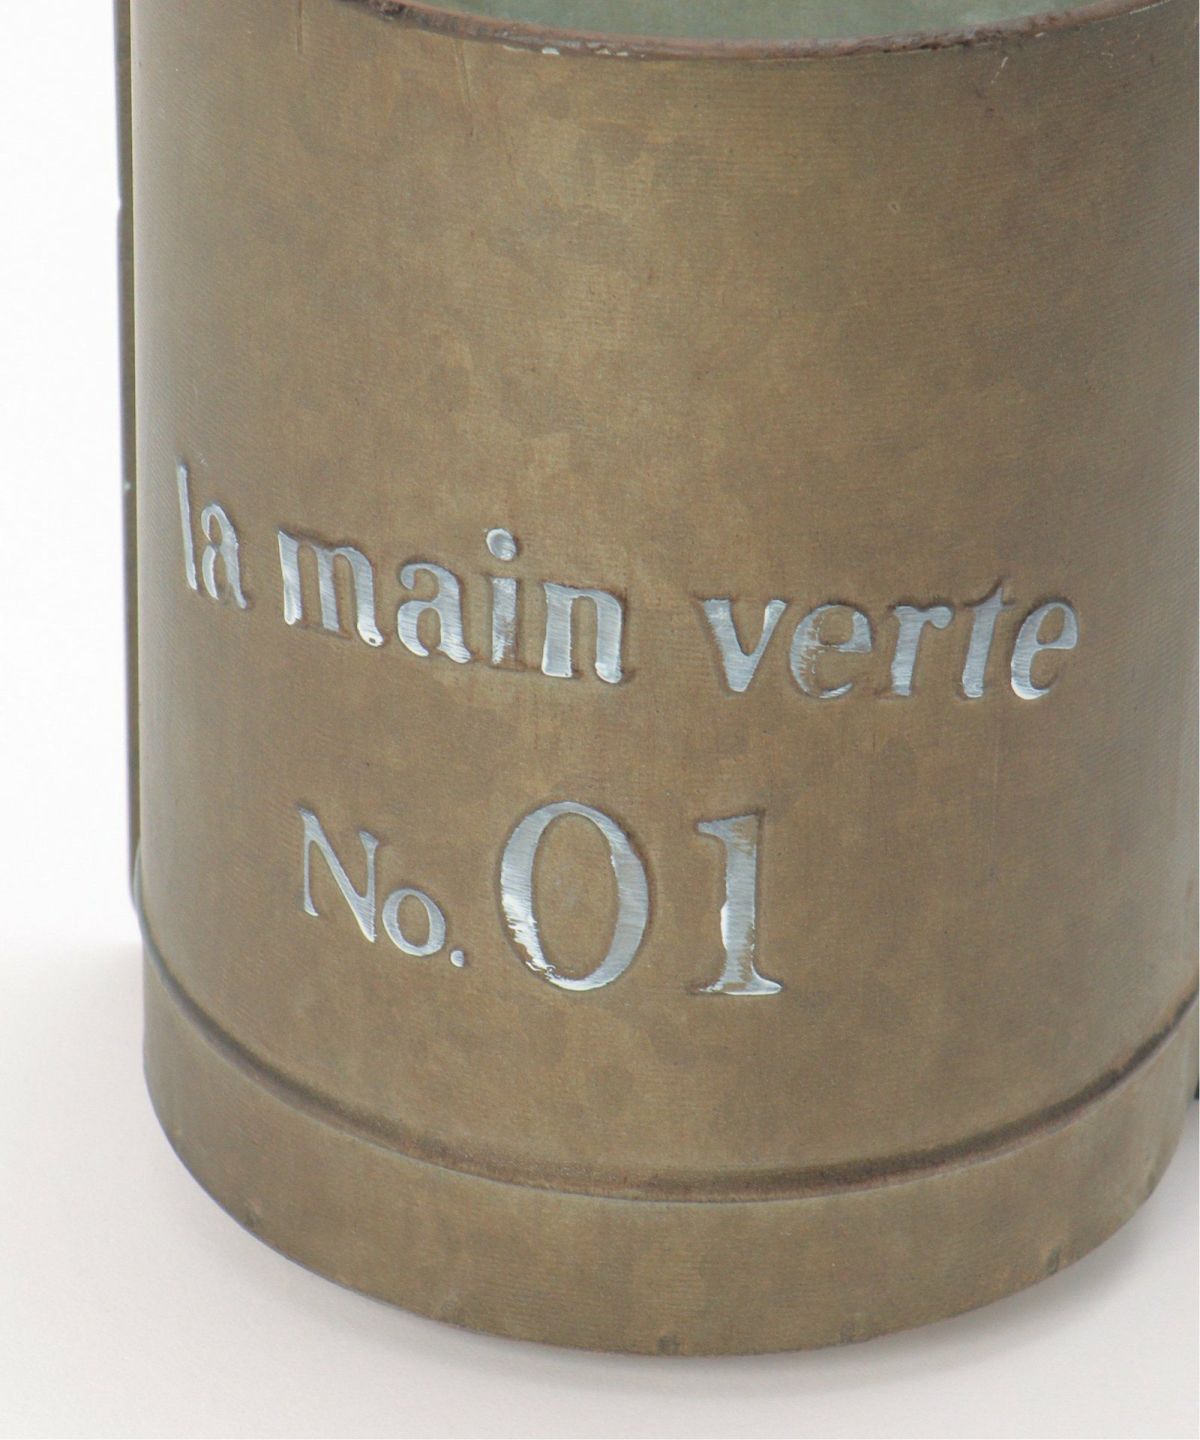 la main verte
No. 01